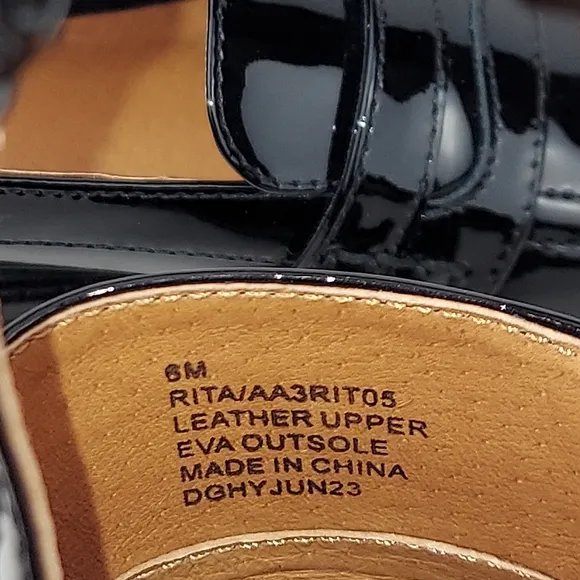 6M
RITA/AA3RIT05
LEATHER UPPER
EVA OUTSOLE
MADE IN CHINA
DGHYJUN23